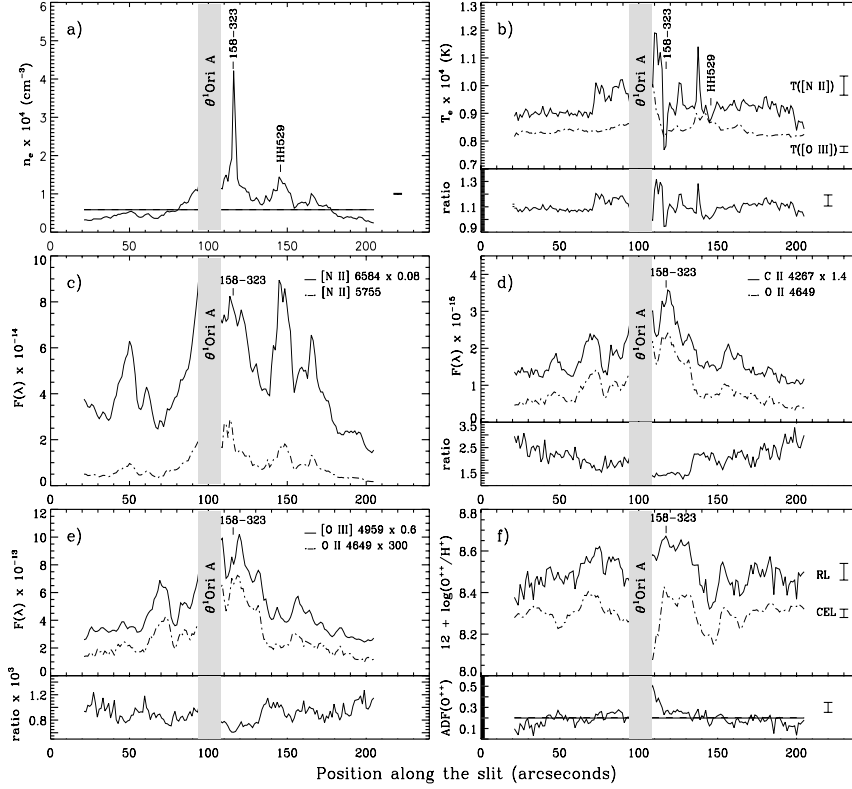 a)
158−323
HH529
θ¹Ori A
nₑ x 10⁴ (cm⁻³)
6
5
4
3
2
1
0
0 50 100 150 200
b)
158−323
HH529
T([N II])
T([O III])
θ¹Ori A
Tₑ x 10⁴ (K)
1.3
1.2
1.1
1.0
0.9
0.8
0.7
ratio
1.3
1.1
0.9
0 50 100 150 200
c)
[N II] 6584 x 0.08
[N II] 5755
158−323
θ¹Ori A
F(λ) x 10⁻¹⁴
10
8
6
4
2
0
0 50 100 150 200
d)
158−323
C II 4267 x 1.4
O II 4649
θ¹Ori A
F(λ) x 10⁻¹⁵
4
3
2
1
0
ratio
3.5
2.5
1.5
0 50 100 150 200
e)
158−323
[O III] 4959 x 0.6
O II 4649 x 300
θ¹Ori A
F(λ) x 10⁻¹³
12
10
8
6
4
2
0
ratio x 10³
1.2
0.8
0 50 100 150 200
f)
158−323
RL
CEL
θ¹Ori A
12 + log(O⁺⁺/H⁺)
8.8
8.6
8.4
8.2
8.0
ADF(O⁺⁺)
0.5
0.3
0.1
0 50 100 150 200
Position along the slit (arcseconds)